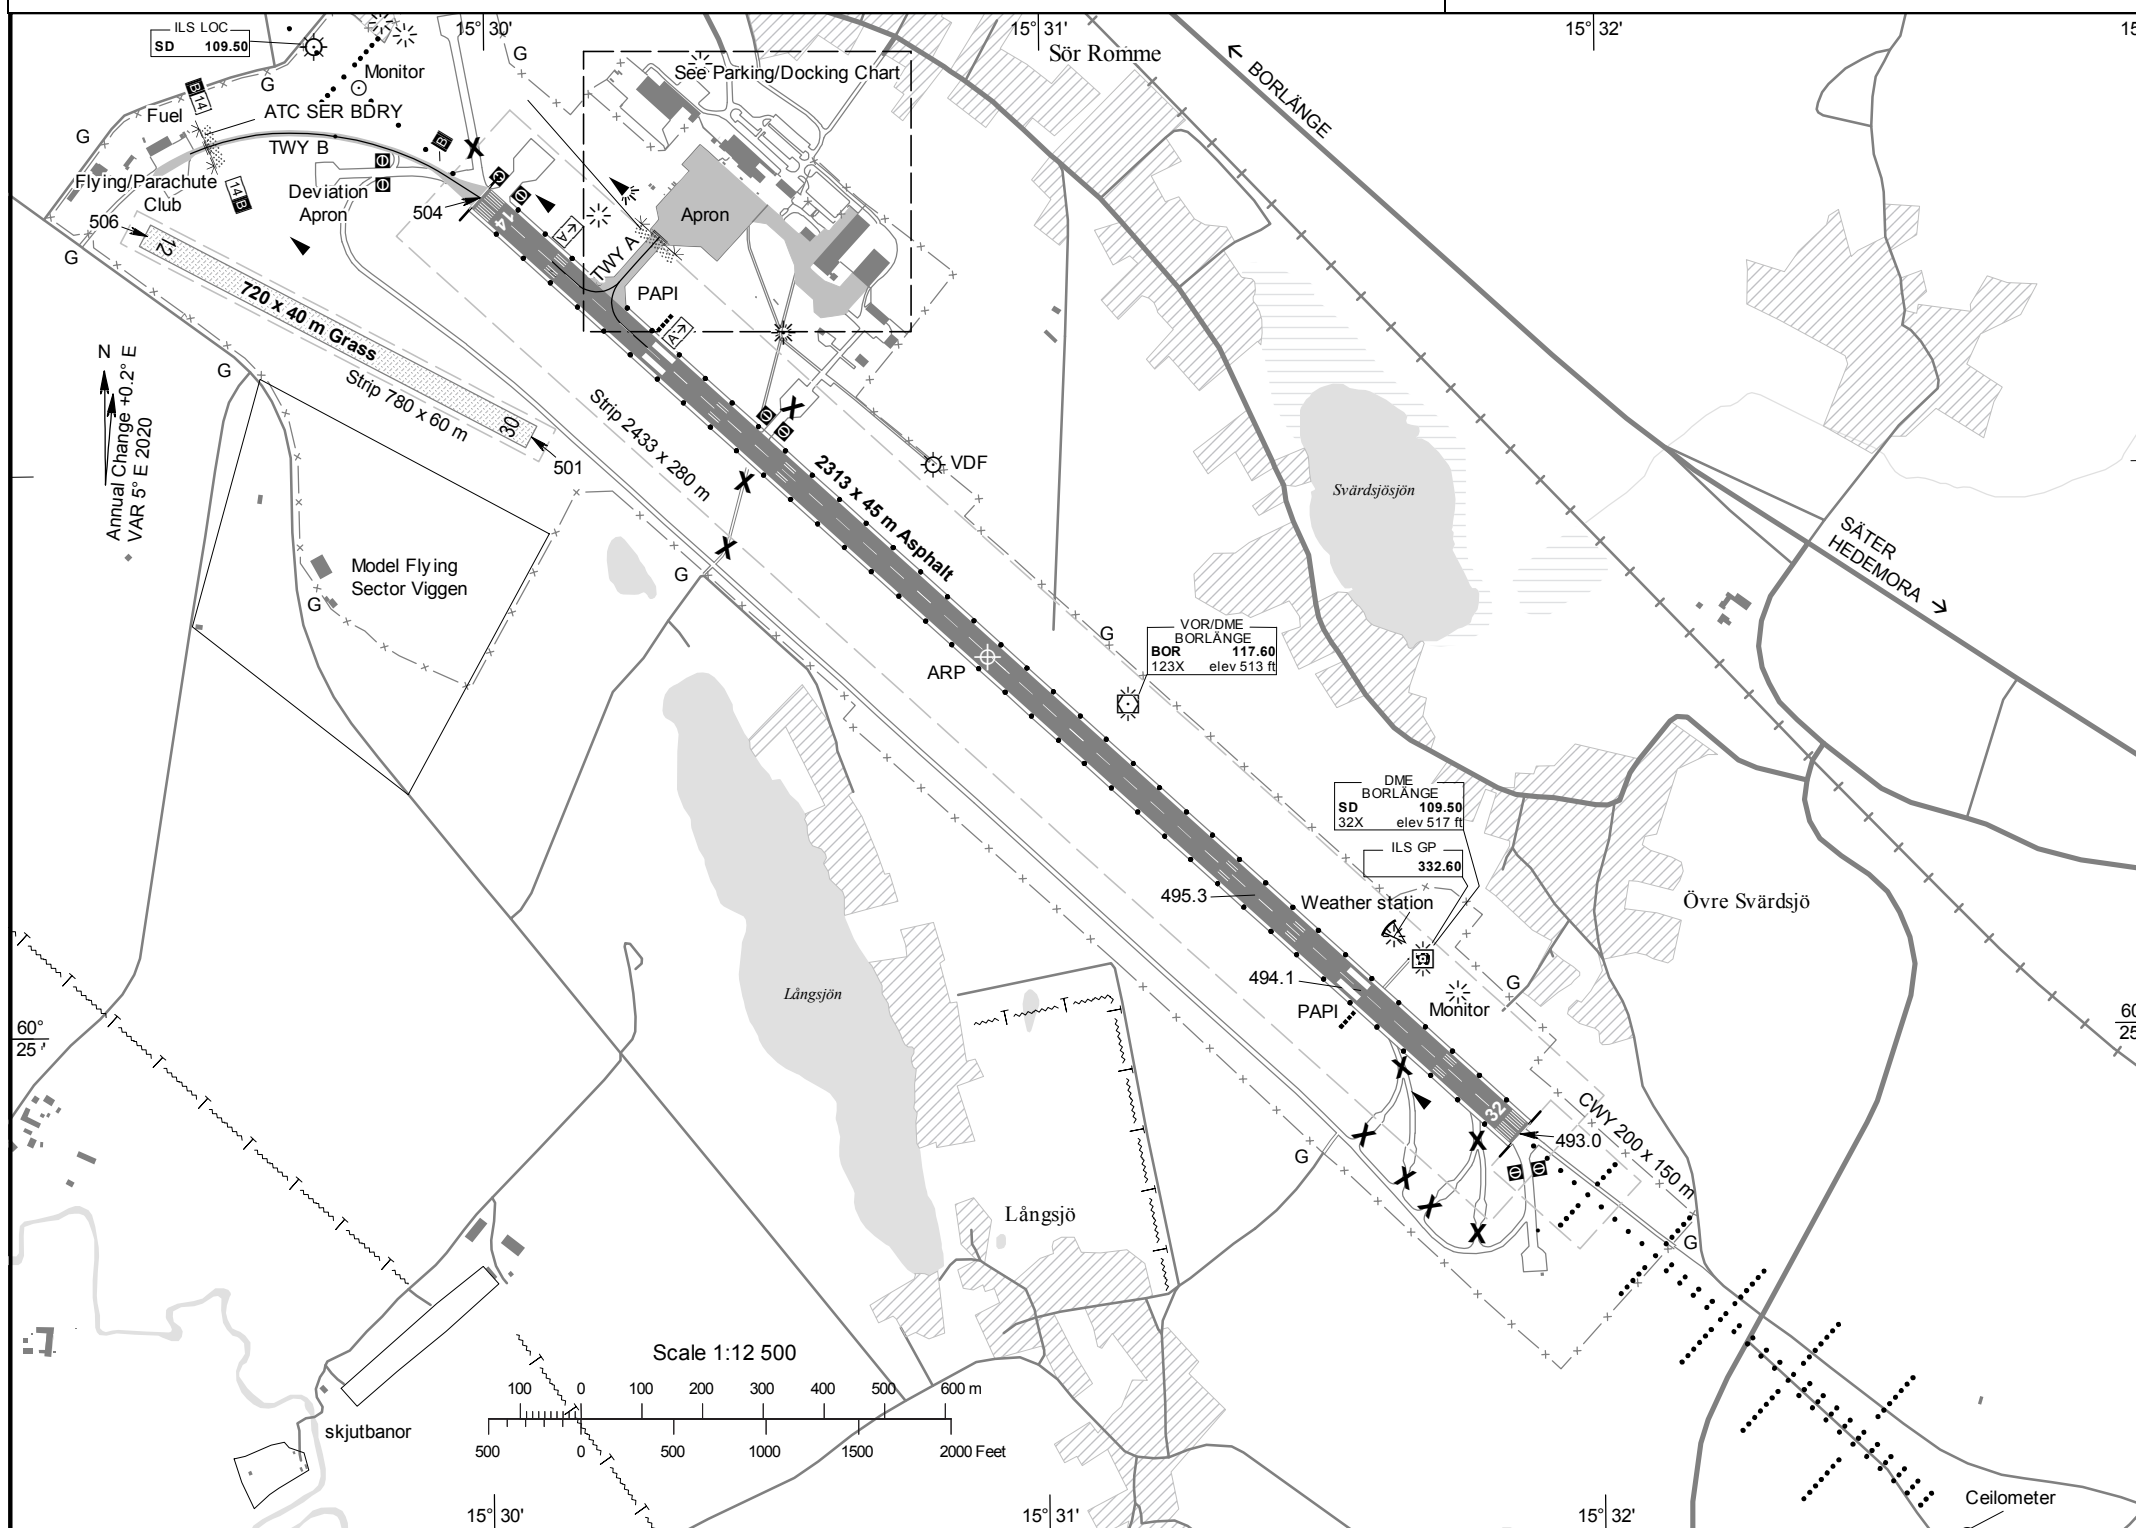 15° 30'
15° 31'
15° 32'
15
ILS LOC
SD 109.50
G
Sör Romme
← BORLÄNGE
See Parking/Docking Chart
Monitor
G
B 14
Fuel
ATC SER BDRY
B
G
TWY B
Flying/Parachute
Club
14 B
Deviation
Apron
504
14
←A
TWY A
Apron
506
12
G
PAPI
A→
720 x 40 m Grass
Strip 780 x 60 m
30
501
N
Annual Change +0.2° E
VAR 5° E 2020
G
Strip 2433 x 280 m
2313 x 45 m Asphalt
VDF
Svärdsjösjön
SÄTER
HEDEMORA →
Model Flying
Sector Viggen
G
G
G
VOR/DME
BORLÄNGE
BOR 117.60
123X elev 513 ft
ARP
DME
BORLÄNGE
SD 109.50
32X elev 517 ft
ILS GP
332.60
495.3
Weather station
Övre Svärdsjö
494.1
G
PAPI
Monitor
Långsjön
60°
25'
60
25
32
CWY 200 x 150 m
493.0
G
Långsjö
G
Scale 1:12 500
100 0 100 200 300 400 500 600 m
500 0 500 1000 1500 2000 Feet
skjutbanor
Ceilometer
15° 30'
15° 31'
15° 32'